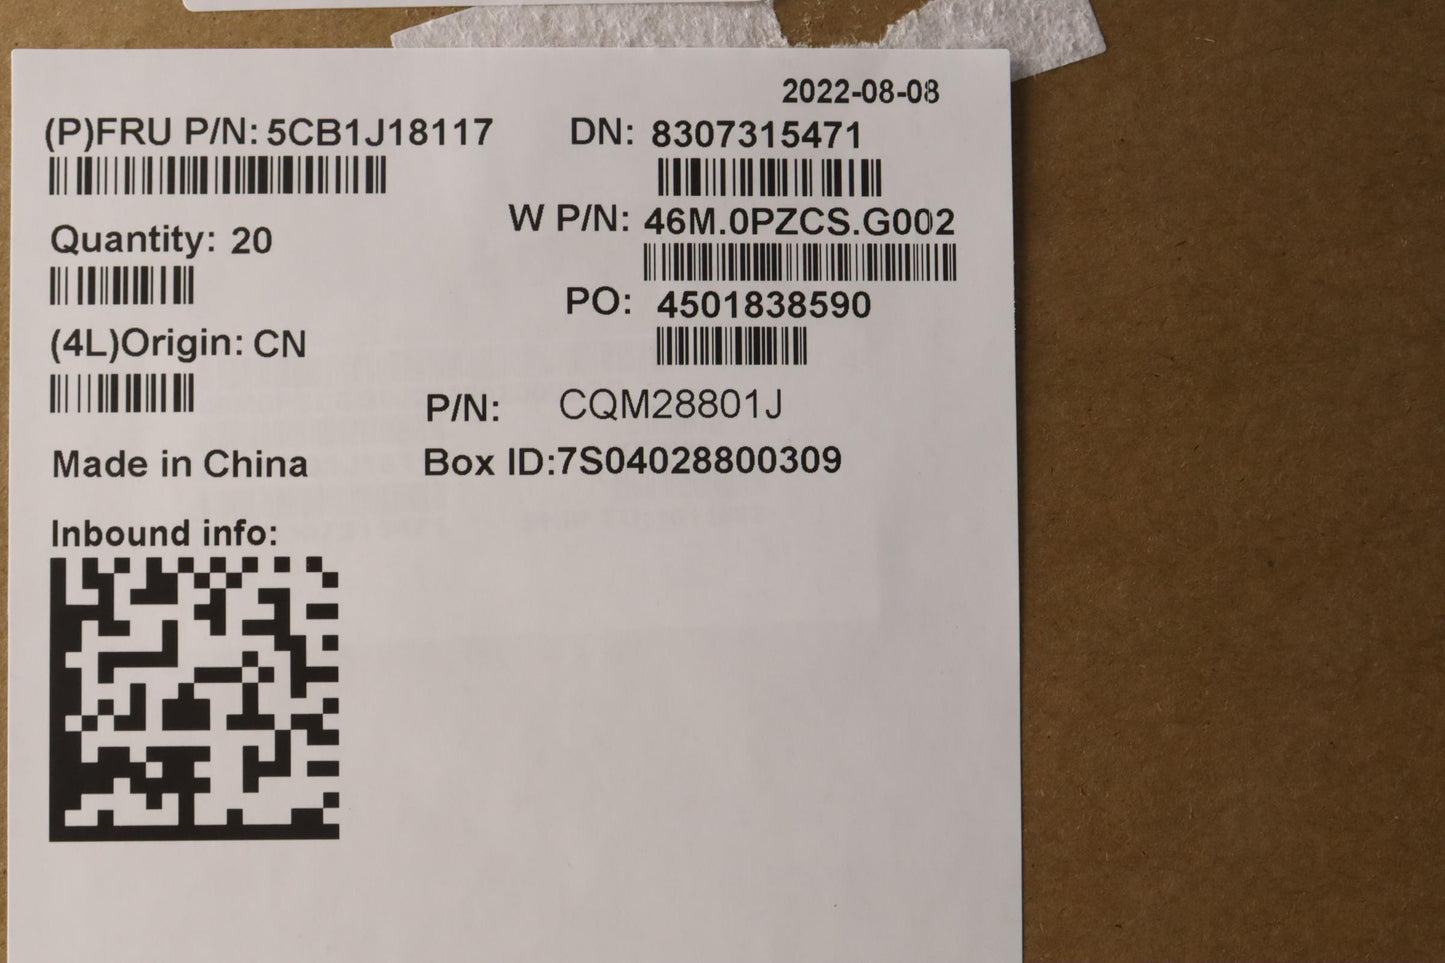 2022-08-08
(P)FRU P/N: 5CB1J18117
DN: 8307315471
W P/N: 46M.0PZCS.G002
Quantity: 20
PO: 4501838590
(4L)Origin: CN
P/N: CQM28801J
Made in China
Box ID:7S04028800309
Inbound info: